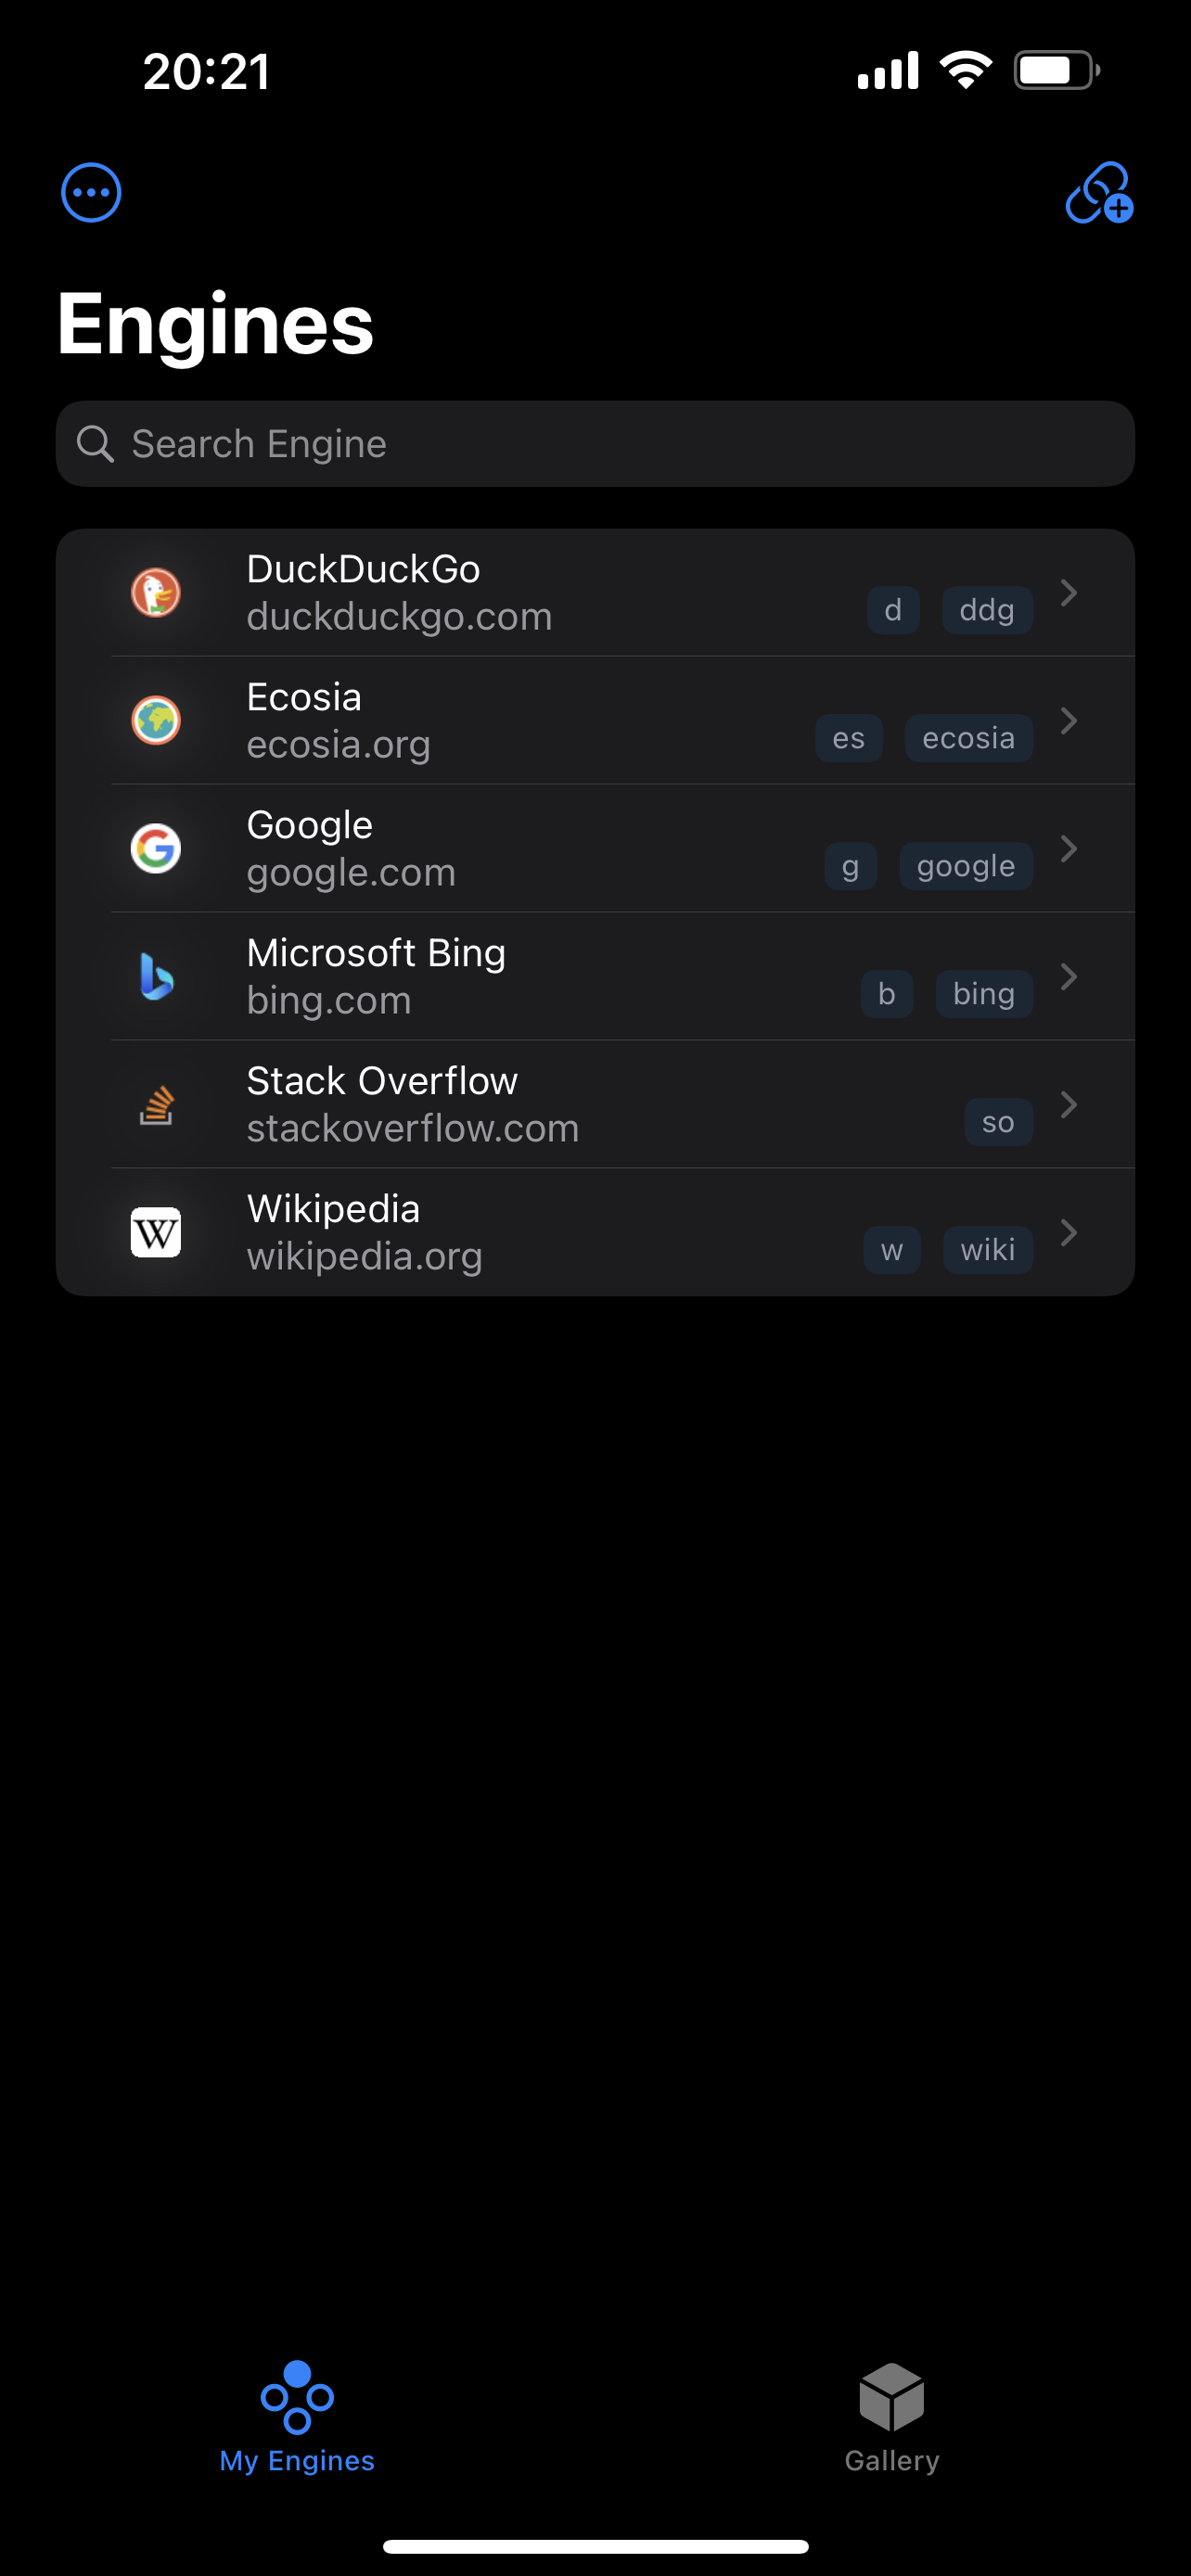 20:21
Engines
Search Engine
DuckDuckGo
duckduckgo.com
d ddg
Ecosia
ecosia.org
es ecosia
Google
google.com
g google
Microsoft Bing
bing.com
b bing
Stack Overflow
stackoverflow.com
so
W
Wikipedia
wikipedia.org
w wiki
My Engines
Gallery